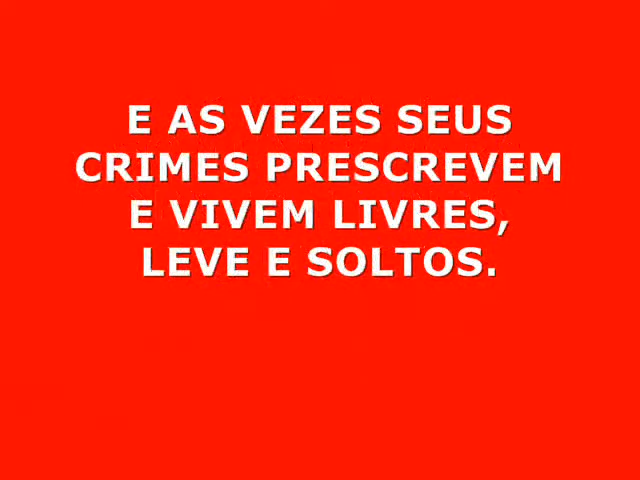 E AS VEZES SEUS
CRIMES PRESCREVEM
E VIVEM LIVRES,
LEVE E SOLTOS.